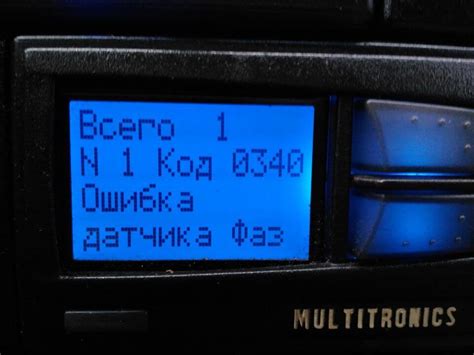 Всего 1
N 1 Код 0340
Ошибка
датчика Фаз
MULTITRONICS